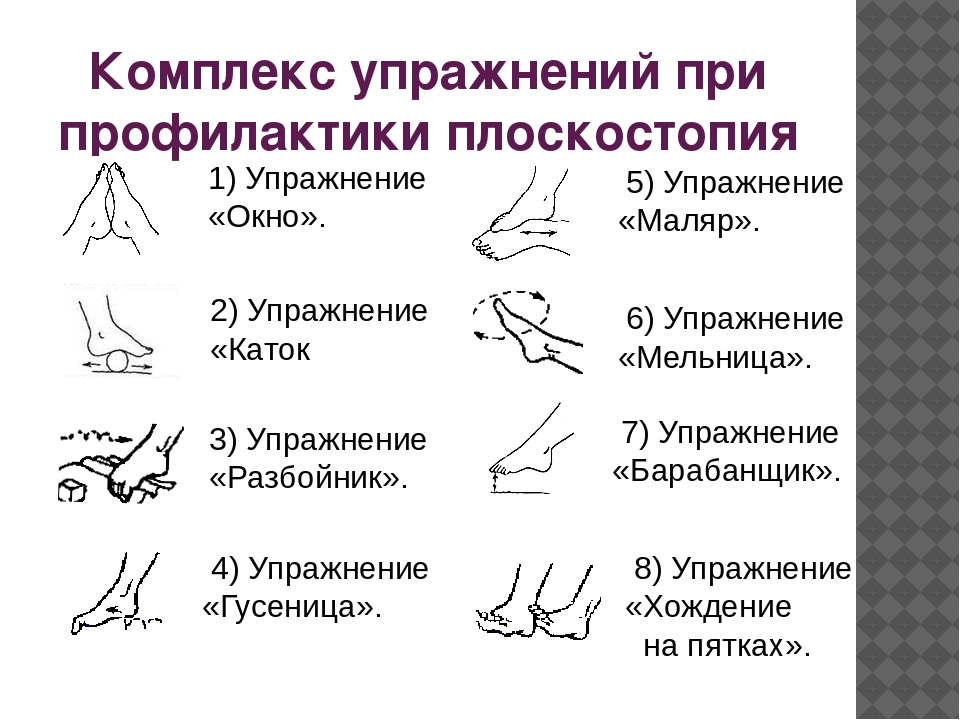 Комплекс упражнений при
профилактики плоскостопия
1) Упражнение
«Окно».
2) Упражнение
«Каток
3) Упражнение
«Разбойник».
4) Упражнение
«Гусеница».
5) Упражнение
«Маляр».
6) Упражнение
«Мельница».
7) Упражнение
«Барабанщик».
8) Упражнение
«Хождение
на пятках».